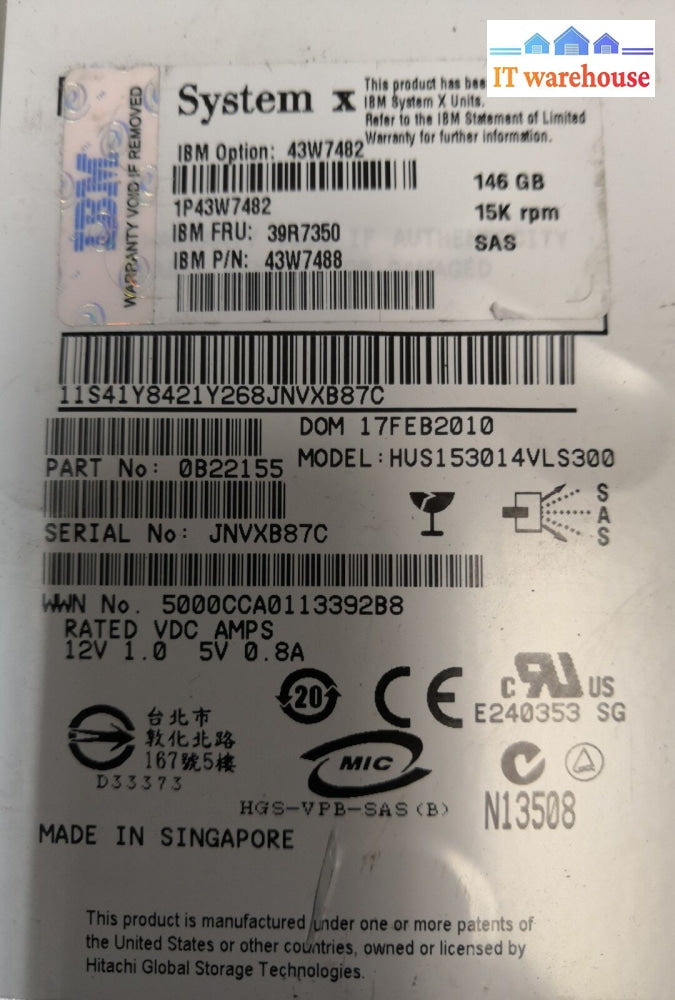 IT warehouse
System x
This product has bee
IBM System X Units.
Refer to the IBM Statement of Limited
Warranty for further information.
IBM
WARRANTY VOID IF REMOVED
IBM Option: 43W7482
1P43W7482
IBM FRU: 39R7350
IBM P/N: 43W7488
146 GB
15K rpm
SAS
11S41Y8421Y268JNVXB87C
DOM 17FEB2010
PART No: 0B22155
MODEL:HUS153014VLS300
SERIAL No: JNVXB87C
SAS
WWN No. 5000CCA0113392B8
RATED VDC AMPS
12V 1.0 5V 0.8A
20
CE
c RU US
E240353 SG
台北市
敦化北路
167號5樓
D33373
MIC
HGS-VPB-SAS(B)
N13508
MADE IN SINGAPORE
This product is manufactured under one or more patents of
the United States or other countries, owned or licensed by
Hitachi Global Storage Technologies.